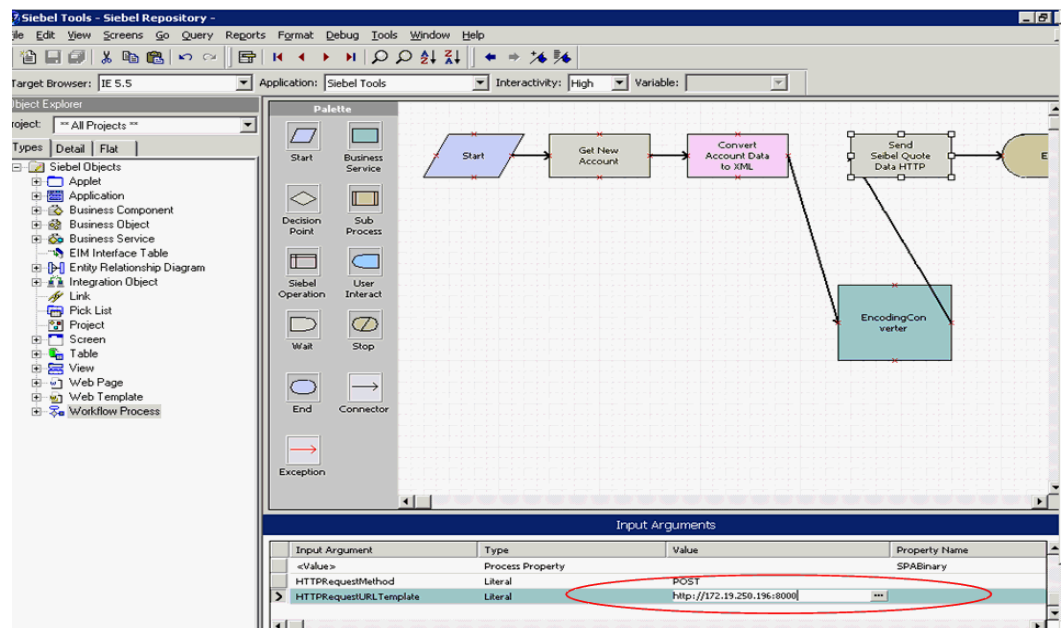 Siebel Tools - Siebel Repository -
File Edit View Screens Go Query Reports Format Debug Tools Window Help
Target Browser: IE 5.5 Application: Siebel Tools Interactivity: High Variable:
Object Explorer
Project: ** All Projects **
Types Detail Flat
Siebel Objects
Applet
Application
Business Component
Business Object
Business Service
EIM Interface Table
Entity Relationship Diagram
Integration Object
Link
Pick List
Project
Screen
Table
View
Web Page
Web Template
Workflow Process
Palette
Start
Business Service
Decision Point
Sub Process
Siebel Operation
User Interact
Wait
Stop
End
Connector
Exception
Start
Get New
Account
Convert
Account Data
to XML
Send
Seibel Quote
Data HTTP
E
EncodingCon
verter
Input Arguments
Input Argument Type Value Property Name
<Value> Process Property SPABinary
HTTPRequestMethod Literal POST
HTTPRequestURLTemplate Literal http://172.19.250.196:8000